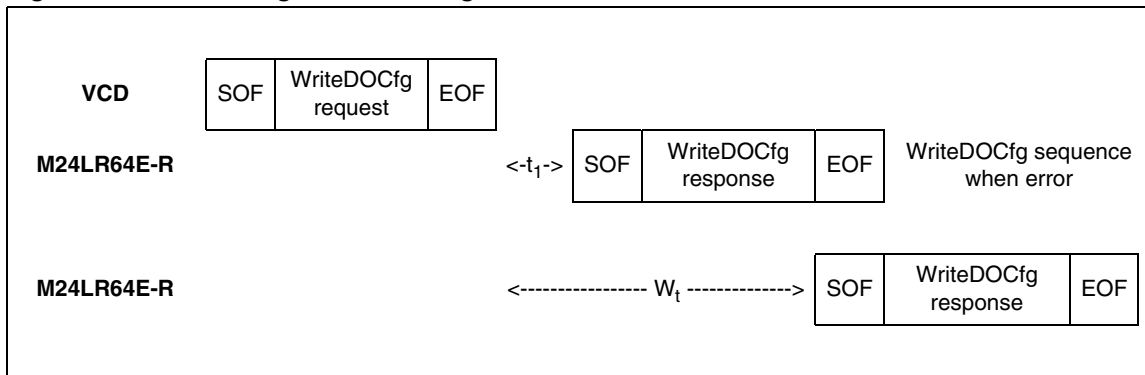 VCD SOF WriteDOCfg request EOF
M24LR64E-R <-t1-> SOF WriteDOCfg response EOF WriteDOCfg sequence when error
M24LR64E-R <----------------- Wt --------------> SOF WriteDOCfg response EOF